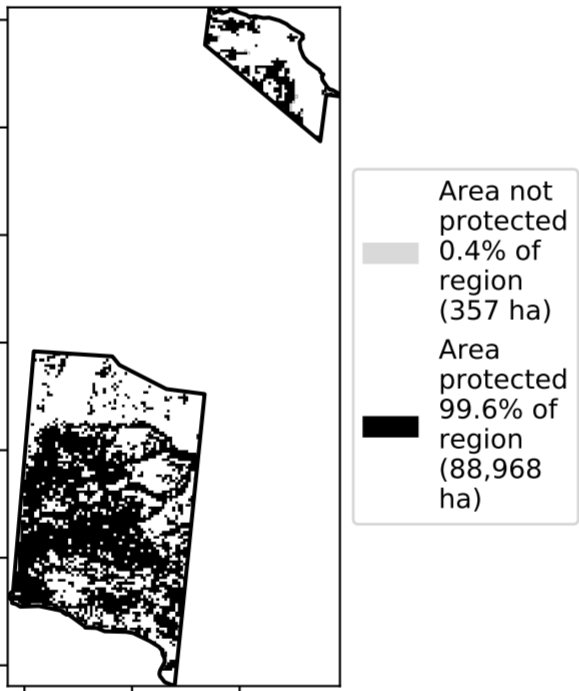 Area not
protected
0.4% of
region
(357 ha)
Area
protected
99.6% of
region
(88,968
ha)